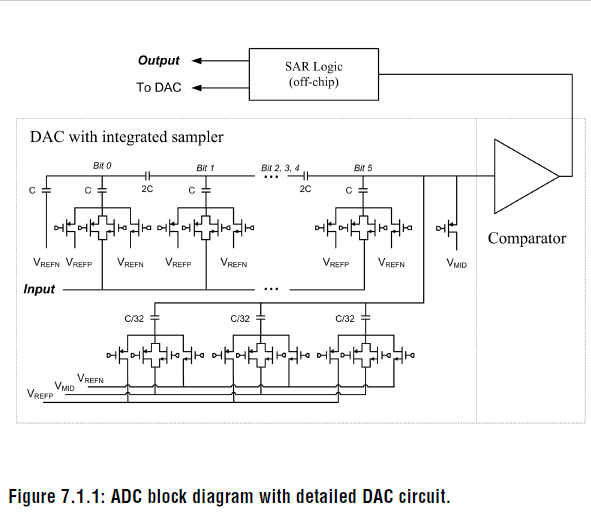 Output
To DAC
SAR Logic
(off-chip)
DAC with integrated sampler
Bit 0
Bit 1
Bit 2, 3, 4
Bit 5
C
C
2C
C
2C
C
VREFN
VREFP
VREFN
VREFP
VREFN
VREFP
VREFN
VMID
Comparator
Input
C/32
C/32
C/32
VREFN
VMID
VREFP
Figure 7.1.1: ADC block diagram with detailed DAC circuit.